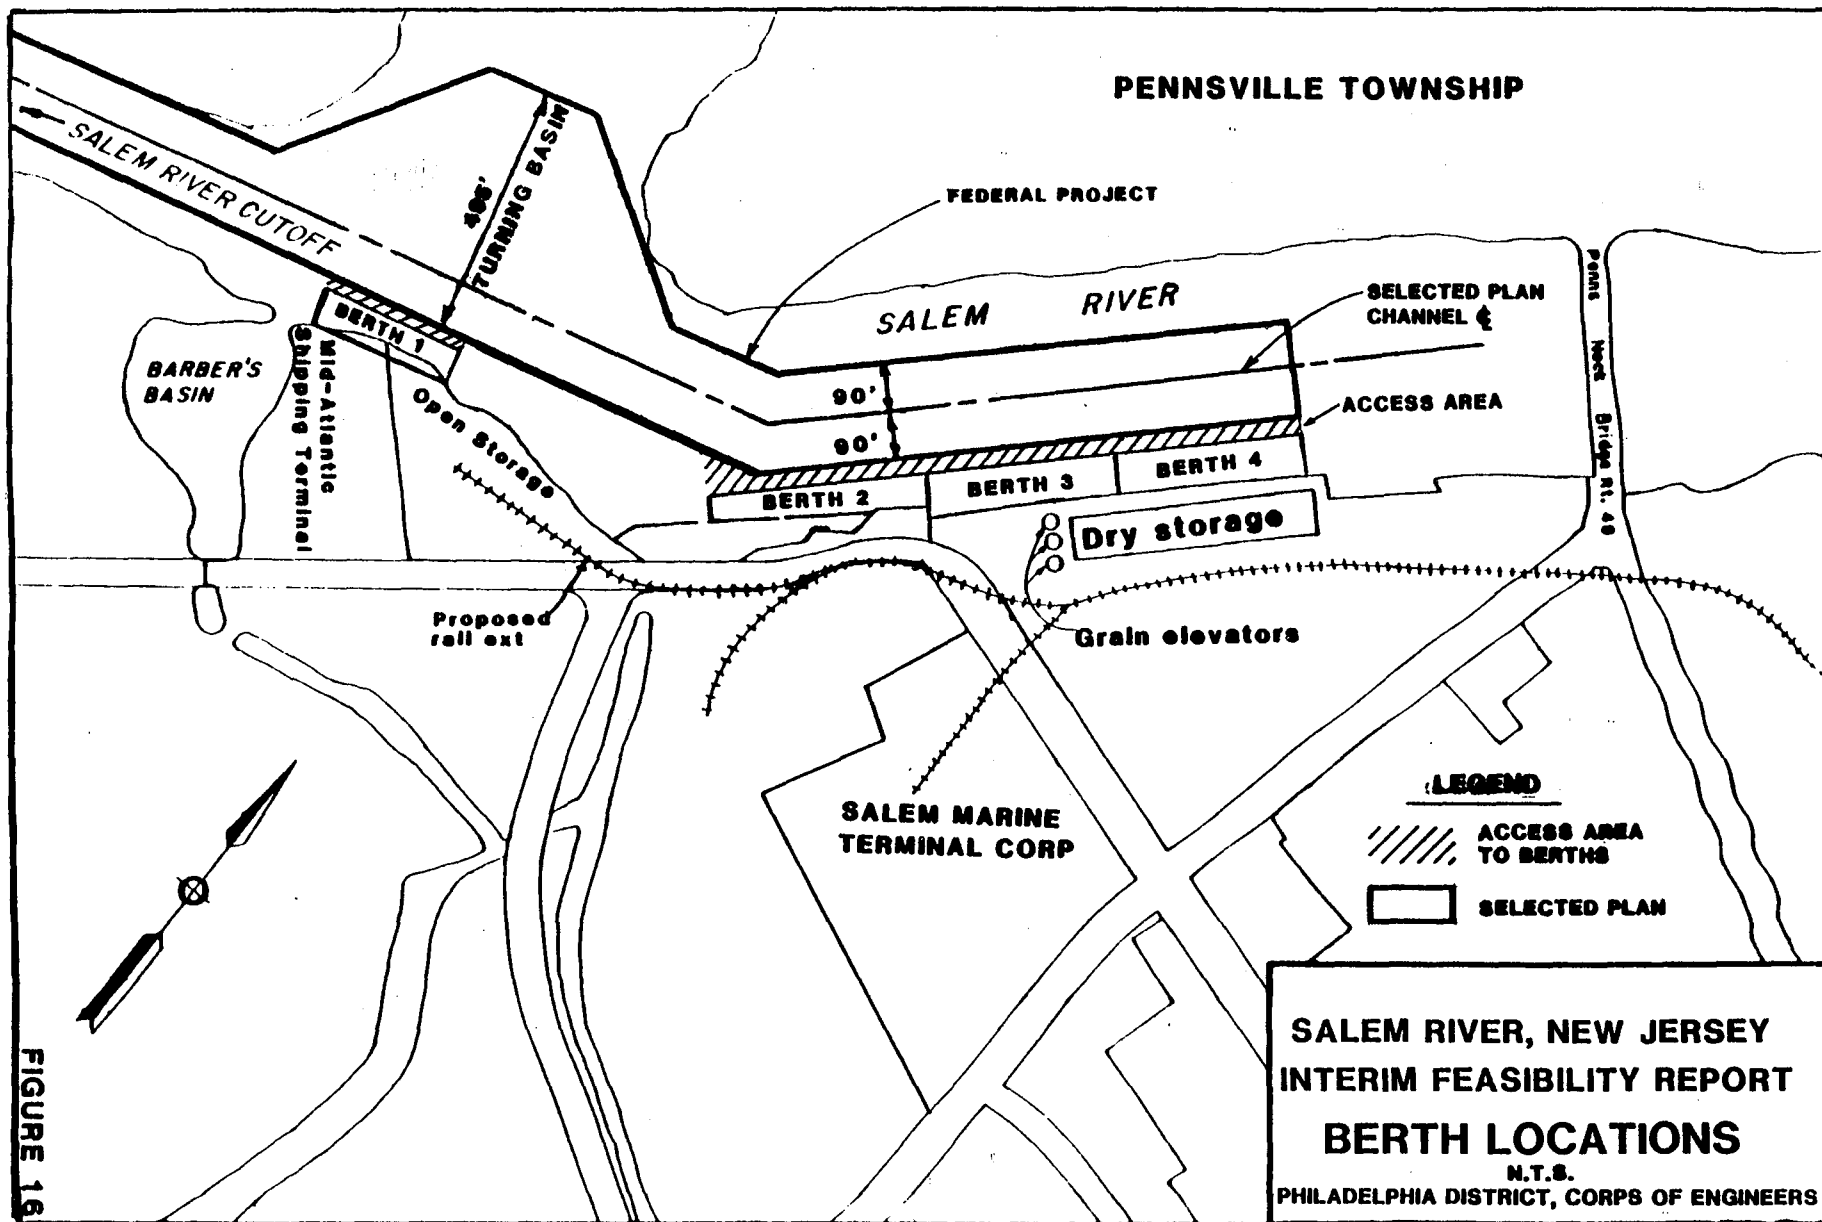 PENNSVILLE TOWNSHIP
SALEM RIVER CUTOFF
TURNING BASIN
FEDERAL PROJECT
SALEM RIVER
SELECTED PLAN
CHANNEL ℄
ACCESS AREA
90'
90'
BERTH 1
BERTH 2
BERTH 3
BERTH 4
BARBER'S
BASIN
Mid-Atlantic
Shipping Terminal
Open Storage
Dry storage
Penns Neck Bridge Rt. 49
Proposed
rail ext
Grain elevators
SALEM MARINE
TERMINAL CORP
LEGEND
ACCESS AREA
TO BERTHS
SELECTED PLAN
SALEM RIVER, NEW JERSEY
INTERIM FEASIBILITY REPORT
BERTH LOCATIONS
N.T.S.
PHILADELPHIA DISTRICT, CORPS OF ENGINEERS
FIGURE 16